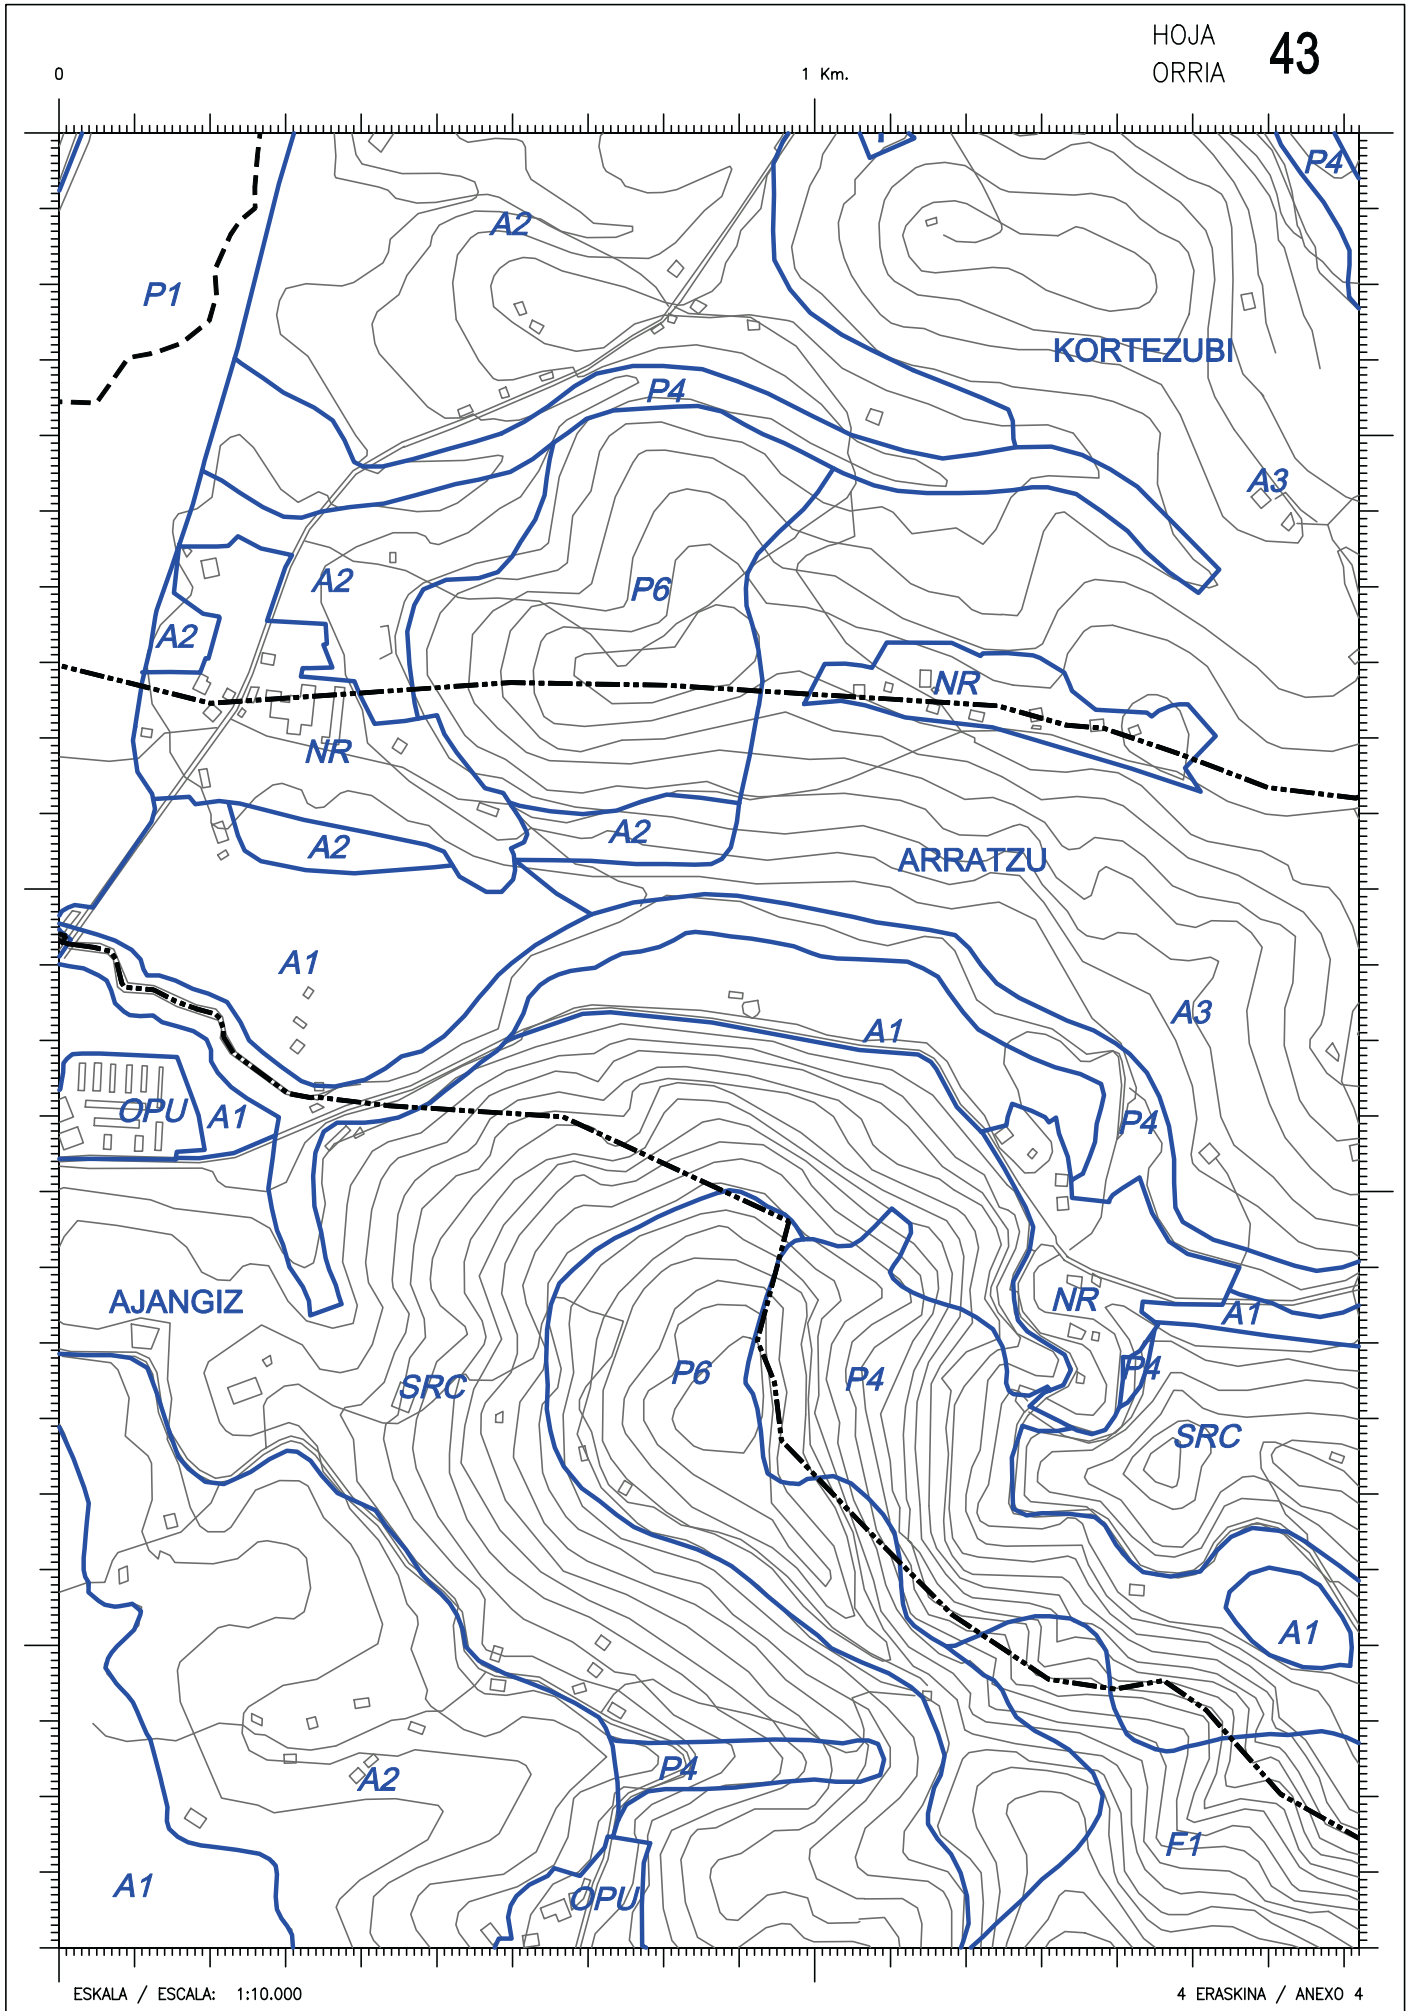 HOJA
ORRIA
43
0
1 Km.
P4
A2
P1
KORTEZUBI
P4
A3
A2
P6
A2
NR
NR
A2
A2
ARRATZU
A1
A3
A1
OPU
A1
P4
AJANGIZ
NR
A1
P4
P6
P4
SRC
SRC
A1
P4
A2
F1
A1
OPU
ESKALA / ESCALA: 1:10.000
4 ERASKINA / ANEXO 4